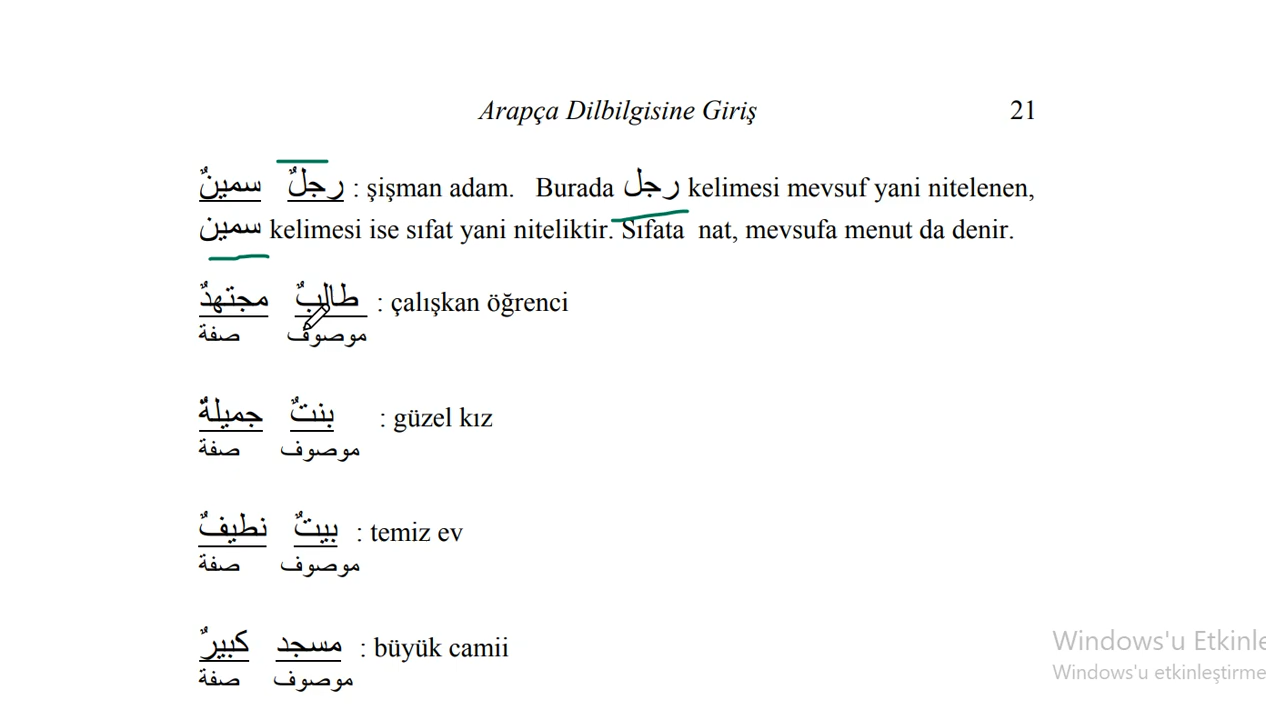 Arapça Dilbilgisine Giriş 21
رجلٌ سمينٌ : şişman adam. Burada رجل kelimesi mevsuf yani nitelenen,
سمين kelimesi ise sıfat yani niteliktir. Sıfata nat, mevsufa menut da denir.
طالبٌ مجتهدٌ : çalışkan öğrenci
موصوف صفة
بنتٌ جميلةٌ : güzel kız
موصوف صفة
بيتٌ نطيفٌ : temiz ev
موصوف صفة
مسجد كبيرٌ : büyük camii
موصوف صفة
Windows'u Etkinle
Windows'u etkinleştirme